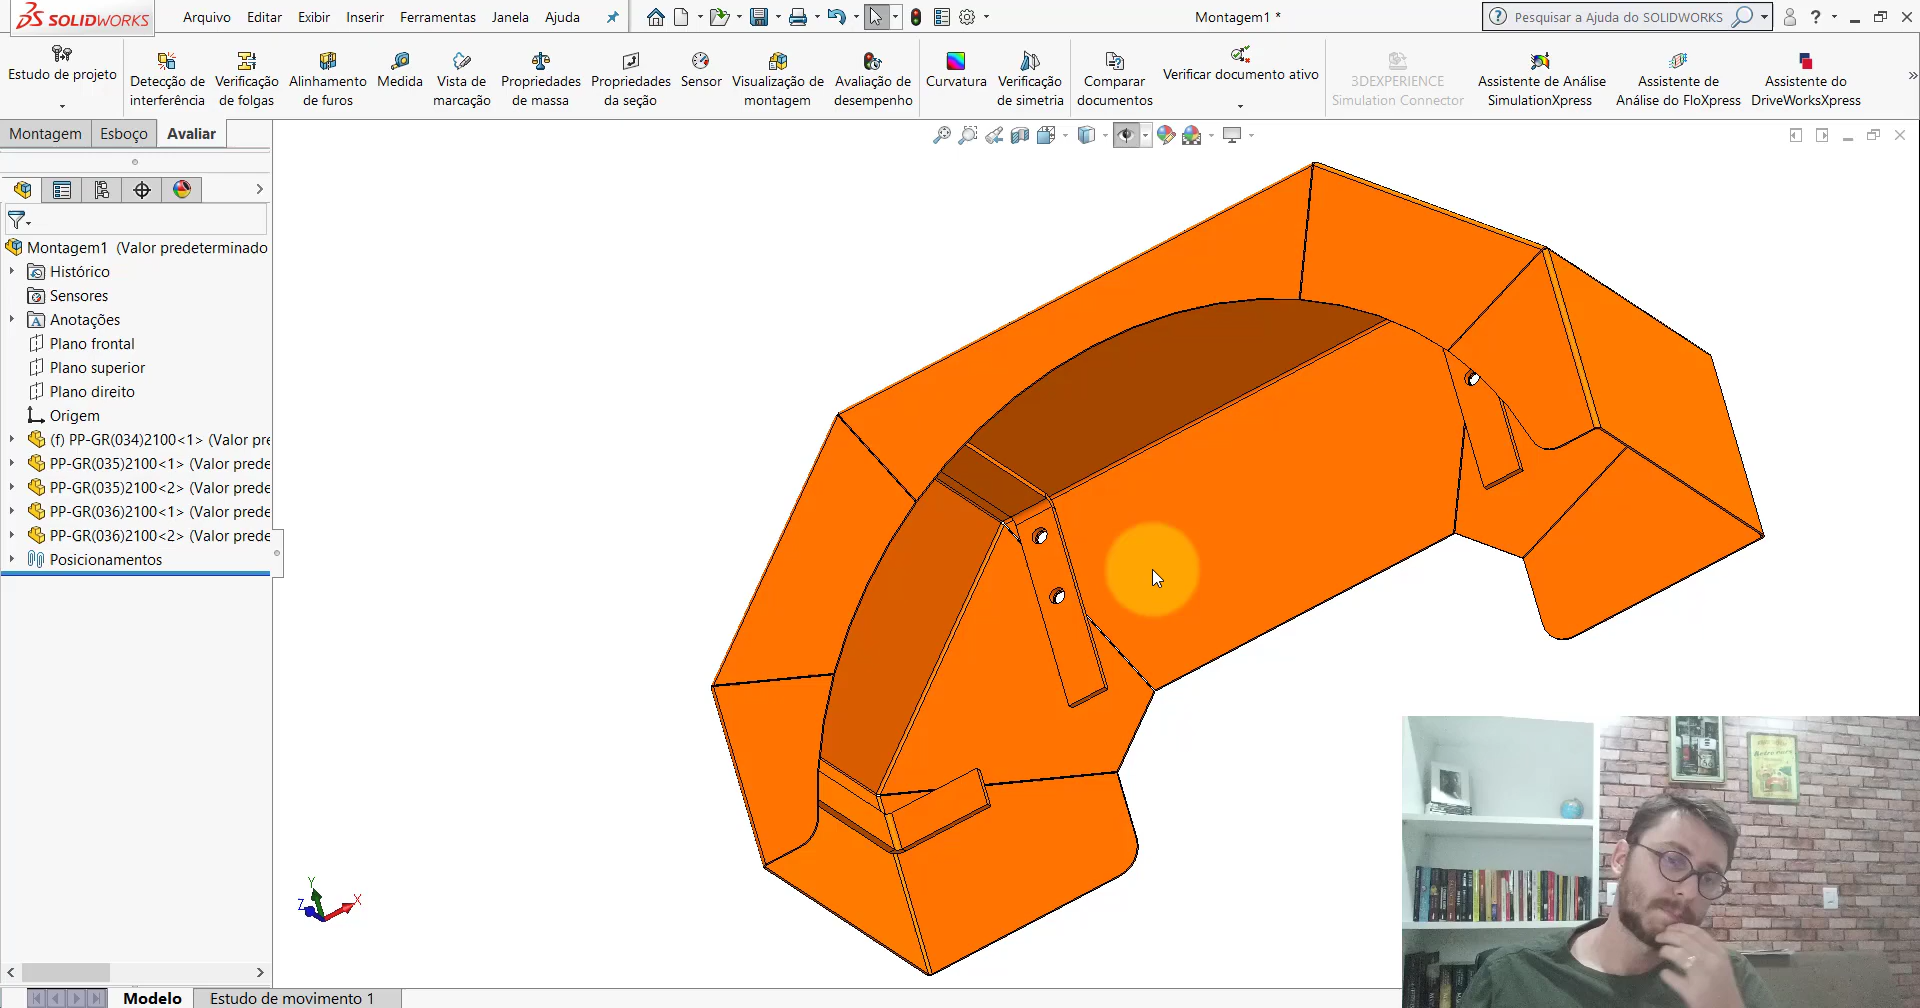 SOLIDWORKS
Arquivo Editar Exibir Inserir Ferramentas Janela Ajuda
Montagem1 *
Pesquisar a Ajuda do SOLIDWORKS
Estudo de projeto
Detecção de interferência
Verificação de folgas
Alinhamento de furos
Medida
Vista de marcação
Propriedades de massa
Propriedades da seção
Sensor
Visualização de montagem
Avaliação de desempenho
Curvatura
Verificação de simetria
Comparar documentos
Verificar documento ativo
3DEXPERIENCE Simulation Connector
Assistente de Análise SimulationXpress
Assistente de Análise do FloXpress
Assistente do DriveWorksXpress
Montagem Esboço Avaliar
Montagem1 (Valor predeterminado
Histórico
Sensores
Anotações
Plano frontal
Plano superior
Plano direito
Origem
(f) PP-GR(034)2100<1> (Valor pre
PP-GR(035)2100<1> (Valor prede
PP-GR(035)2100<2> (Valor prede
PP-GR(036)2100<1> (Valor prede
PP-GR(036)2100<2> (Valor prede
Posicionamentos
Y
Z
X
Modelo Estudo de movimento 1